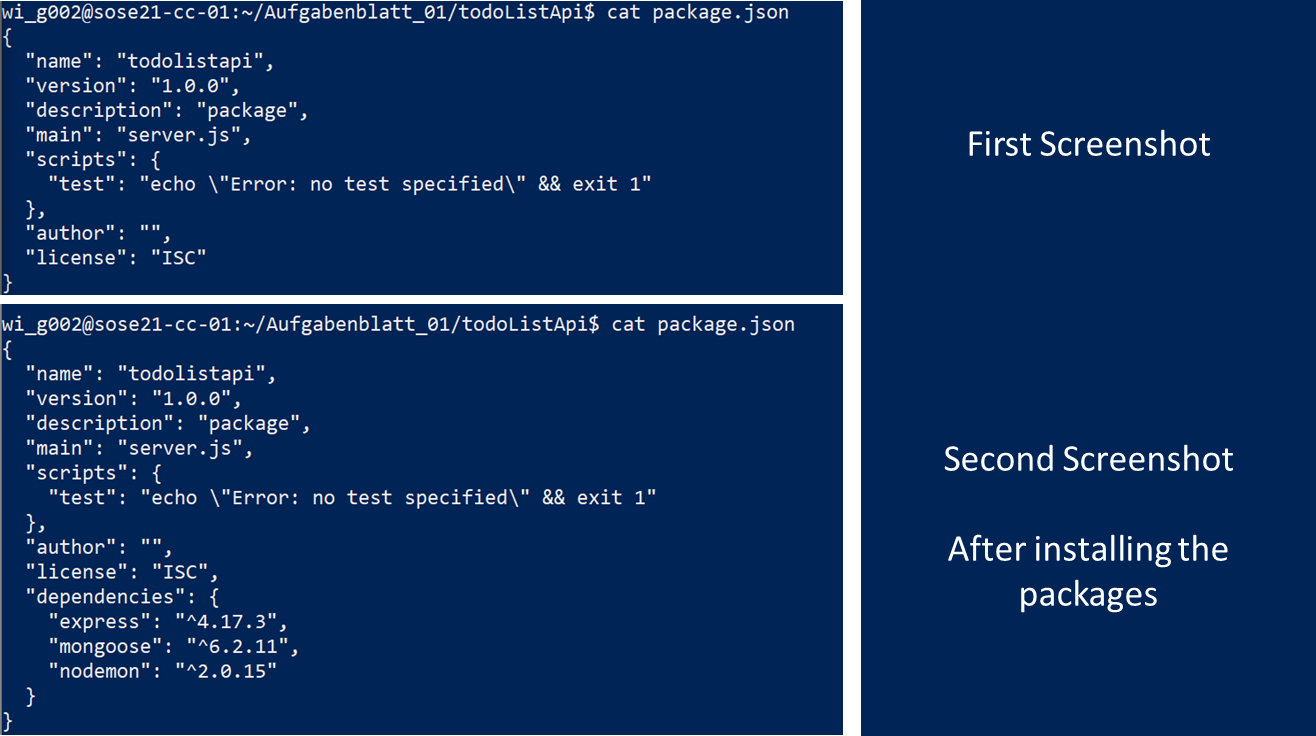 wi_g002@sose21-cc-01:~/Aufgabenblatt_01/todoListApi$ cat package.json
{
  "name": "todolistapi",
  "version": "1.0.0",
  "description": "package",
  "main": "server.js",
  "scripts": {
    "test": "echo \"Error: no test specified\" && exit 1"
  },
  "author": "",
  "license": "ISC"
}
First Screenshot
wi_g002@sose21-cc-01:~/Aufgabenblatt_01/todoListApi$ cat package.json
{
  "name": "todolistapi",
  "version": "1.0.0",
  "description": "package",
  "main": "server.js",
  "scripts": {
    "test": "echo \"Error: no test specified\" && exit 1"
  },
  "author": "",
  "license": "ISC",
  "dependencies": {
    "express": "^4.17.3",
    "mongoose": "^6.2.11",
    "nodemon": "^2.0.15"
  }
}
Second Screenshot
After installing the
packages